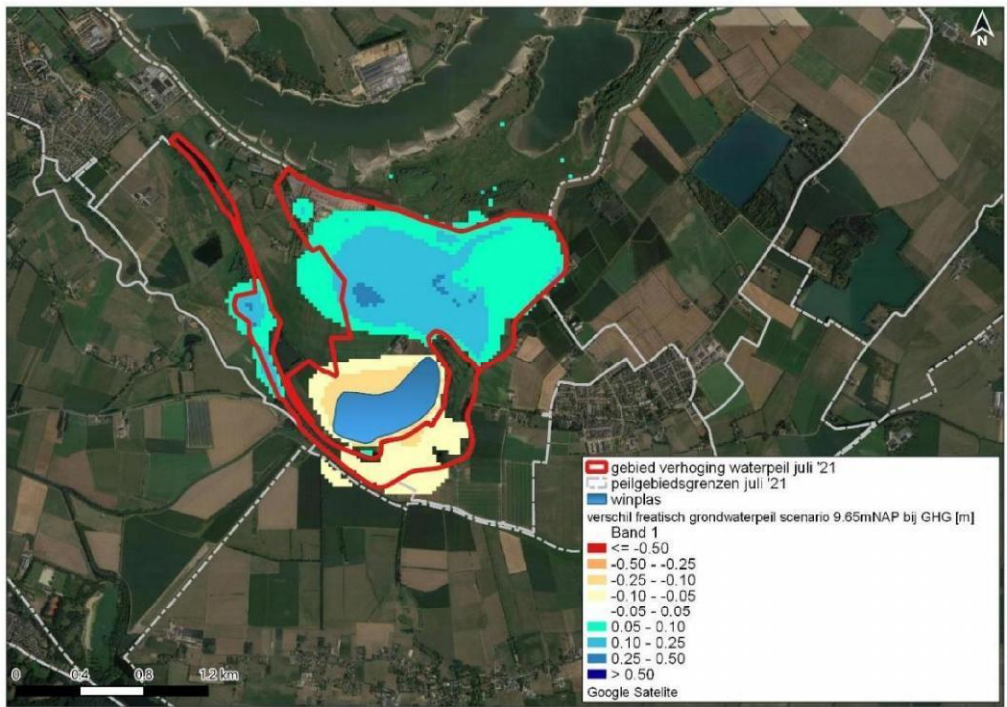 N
gebied verhoging waterpeil juli '21
peilgebiedsgrenzen juli '21
winplas
verschil freatisch grondwaterpeil scenario 9.65mNAP bij GHG [m]
Band 1
<= -0.50
-0.50 - -0.25
-0.25 - -0.10
-0.10 - -0.05
-0.05 - 0.05
0.05 - 0.10
0.10 - 0.25
0.25 - 0.50
> 0.50
Google Satelite
0 0.4 0.8 1.2 km